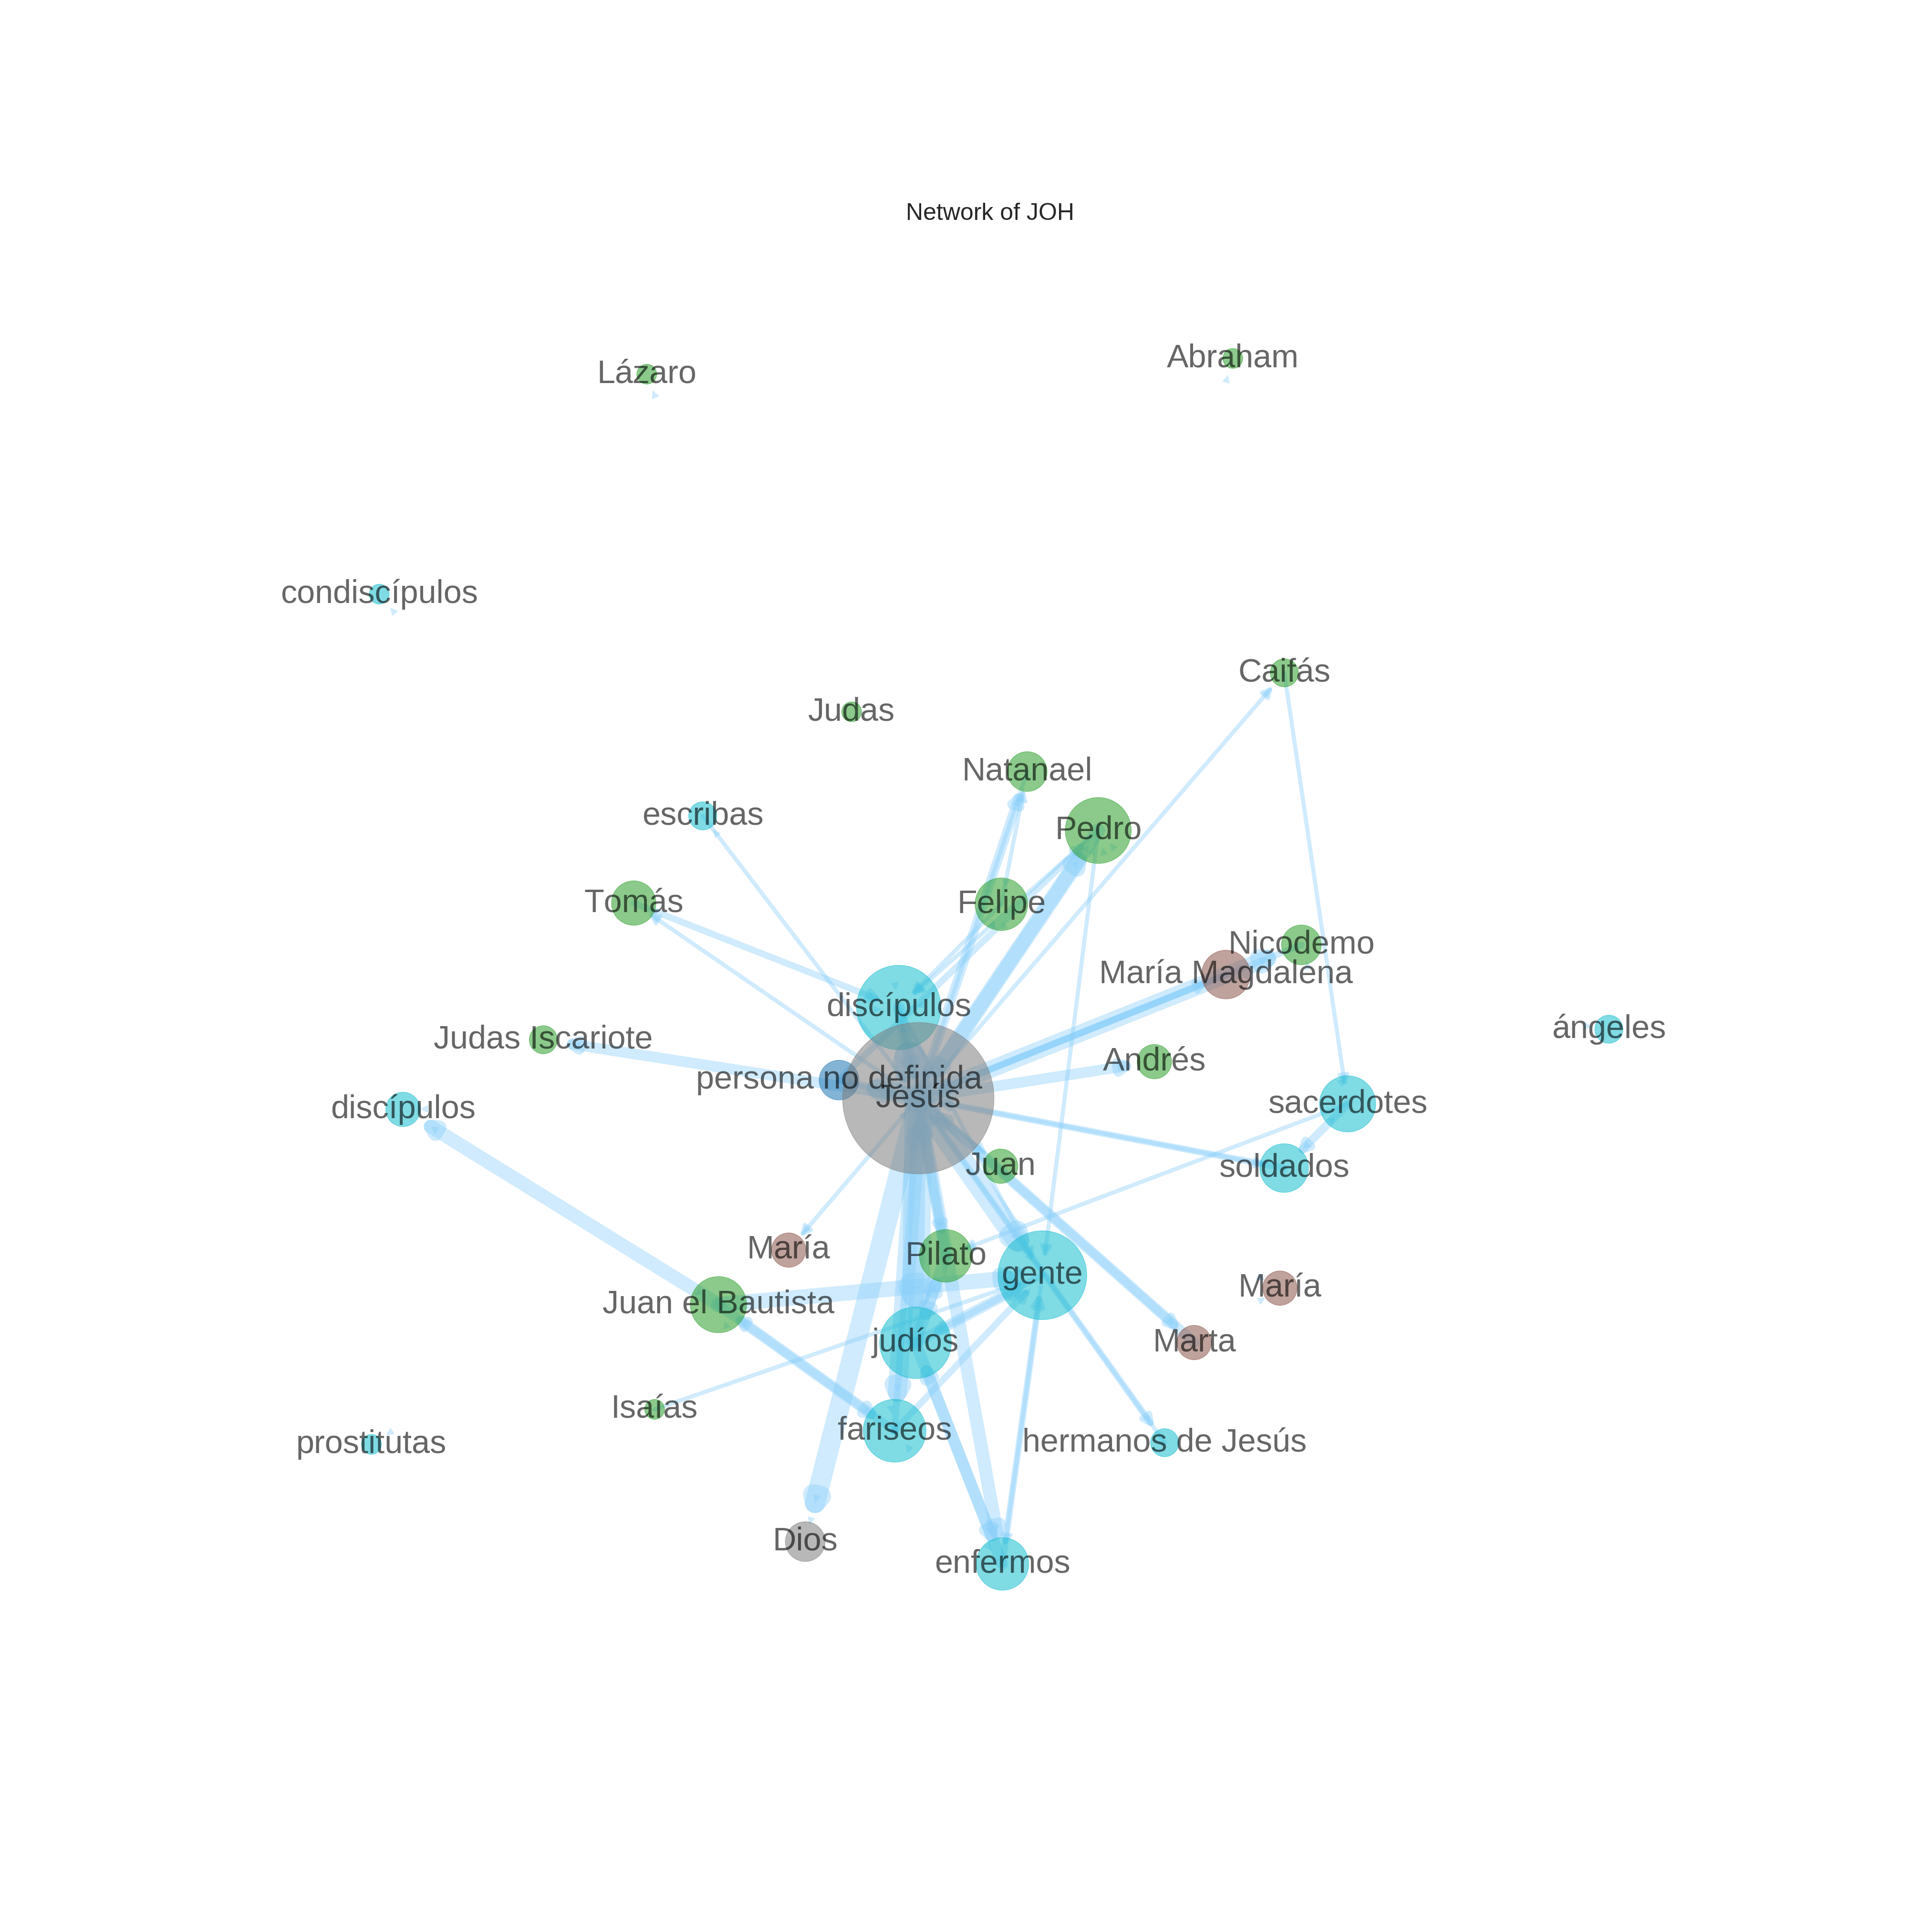 Network of JOH
Abraham
Lázaro
condiscípulos
Caifás
Judas
Natanael
escribas
Pedro
Tomás
Felipe
Nicodemo
María Magdalena
discípulos
ángeles
Judas Iscariote
Andrés
persona no definida
Jesús
sacerdotes
discípulos
Juan
soldados
María
Pilato
gente
María
Juan el Bautista
judíos
Marta
Isaías
fariseos
hermanos de Jesús
prostitutas
Dios
enfermos